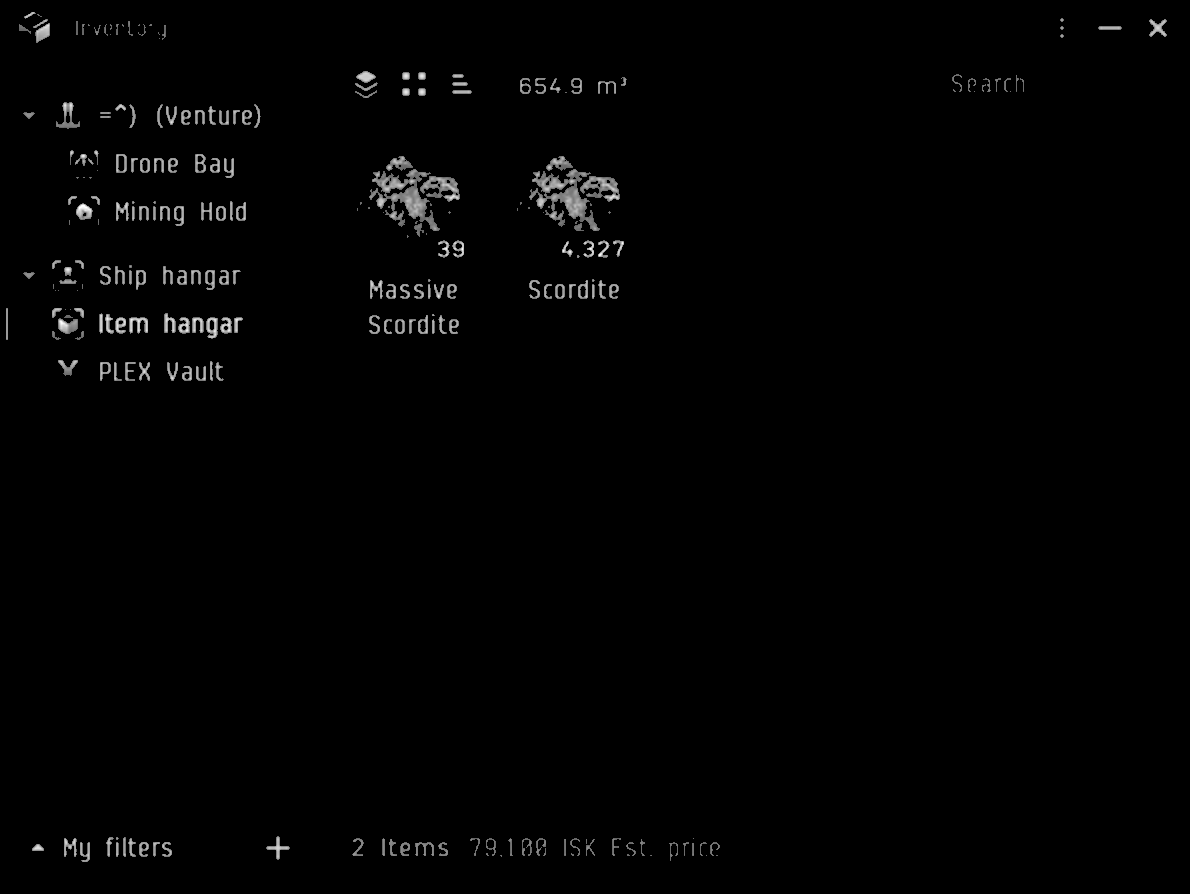 Inventory
654.9 m³
Search
=^) (Venture)
Drone Bay
Mining Hold
Ship hangar
Item hangar
PLEX Vault
39
4.327
Massive
Scordite
Scordite
My filters
2 Items 79,100 ISK Est. price